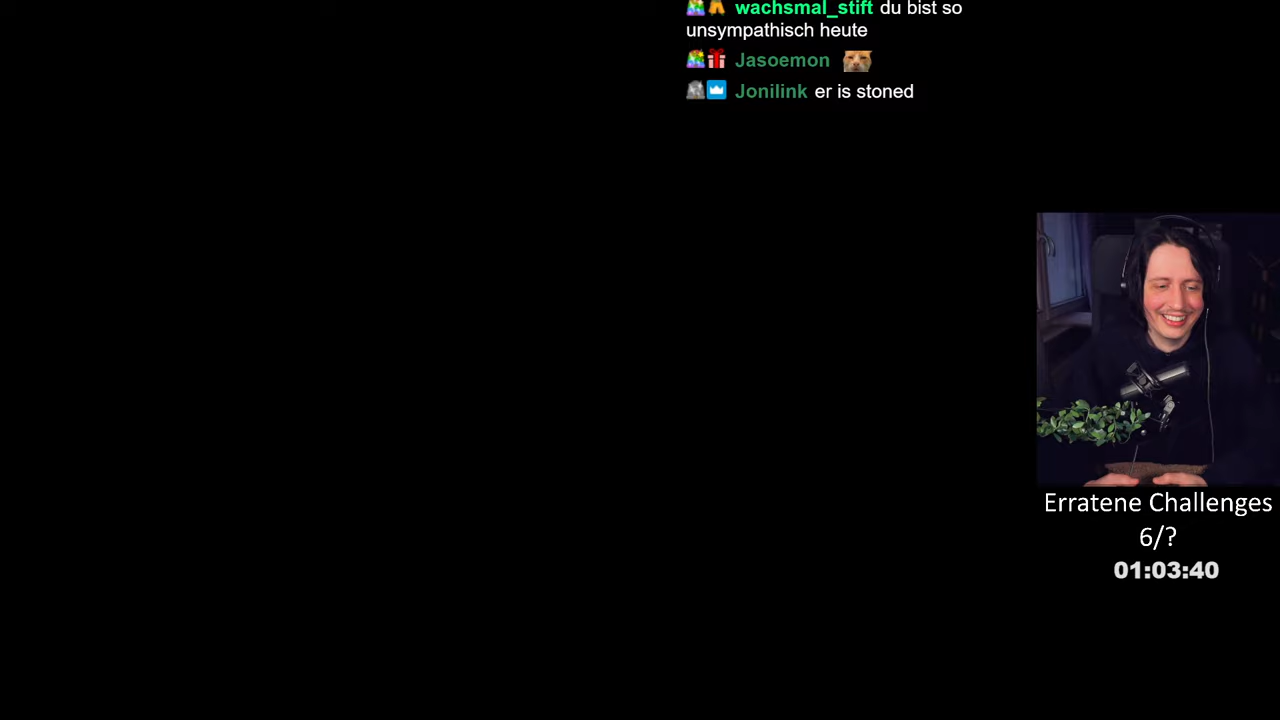 wachsmal_stift du bist so
unsympathisch heute
Jasoemon
Jonilink er is stoned
Erratene Challenges
6/?
01:03:40